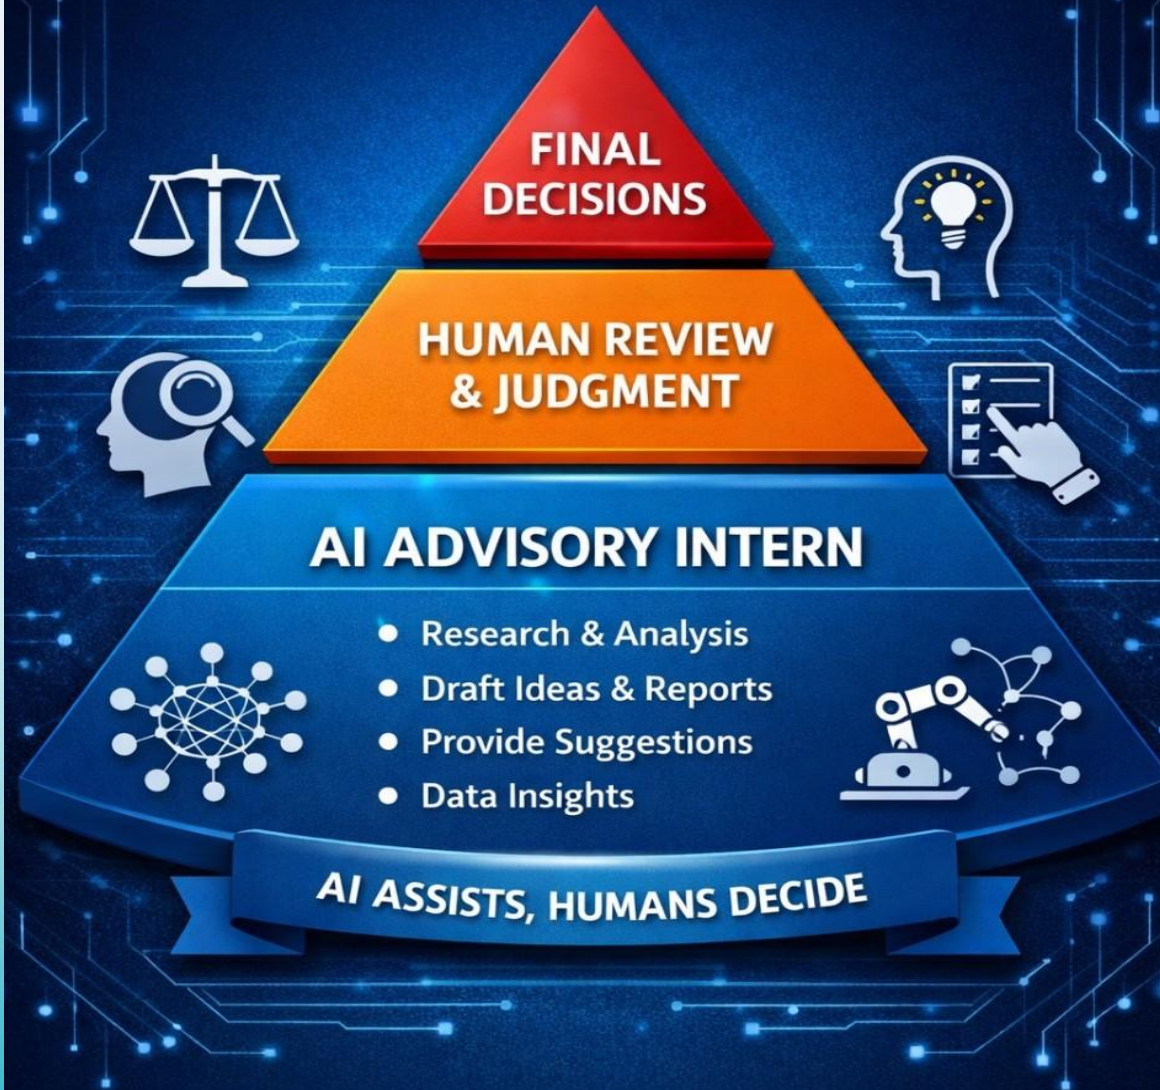 FINAL
DECISIONS
HUMAN REVIEW
& JUDGMENT
AI ADVISORY INTERN
Research & Analysis
Draft Ideas & Reports
Provide Suggestions
Data Insights
AI ASSISTS, HUMANS DECIDE